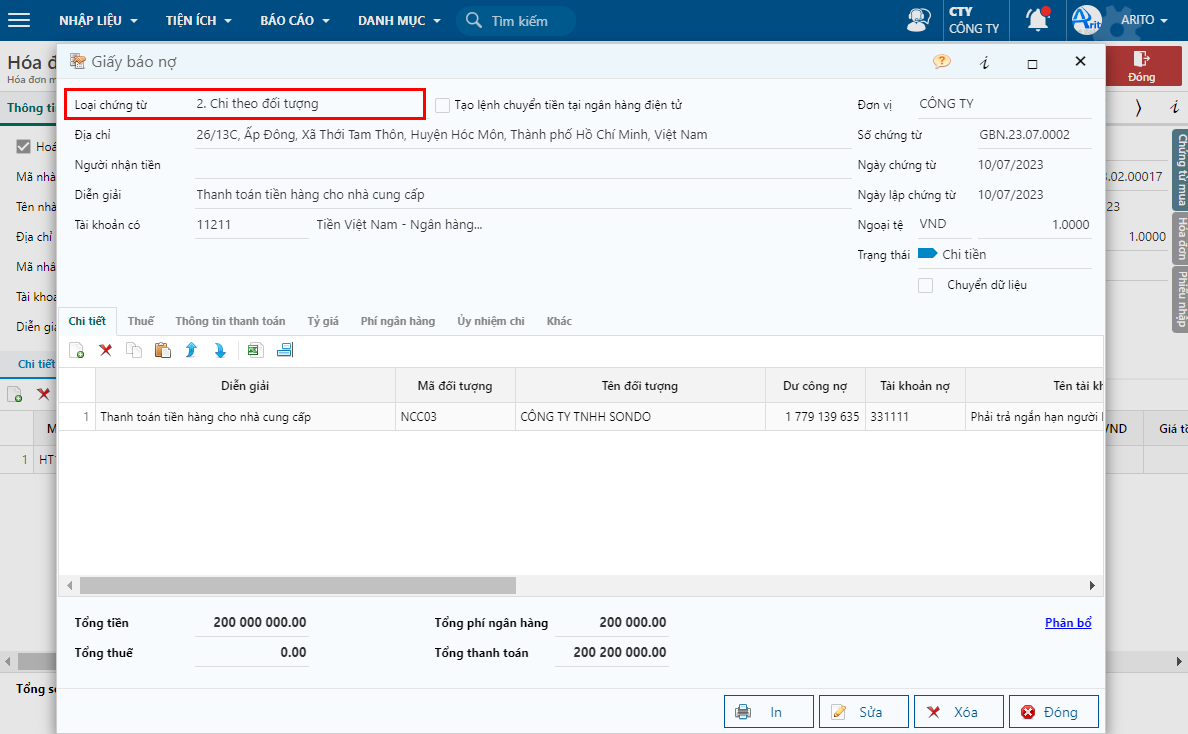 NHẬP LIỆU TIỆN ÍCH BÁO CÁO DANH MỤC Tìm kiếm CTY CÔNG TY Arito ARITO
Hóa đ
Hóa đơn m
Đóng
Thông ti
Hoá
Mã nhà
Tên nhà
Địa chỉ
Mã nhâ
Tài khoả
Diễn giả
Chi tiết
M
1 HT
Tổng s
Giấy báo nợ
Loại chứng từ 2. Chi theo đối tượng Tạo lệnh chuyển tiền tại ngân hàng điện tử Đơn vị CÔNG TY
Địa chỉ 26/13C, Ấp Đông, Xã Thới Tam Thôn, Huyện Hóc Môn, Thành phố Hồ Chí Minh, Việt Nam Số chứng từ GBN.23.07.0002
Người nhận tiền Ngày chứng từ 10/07/2023
Diễn giải Thanh toán tiền hàng cho nhà cung cấp Ngày lập chứng từ 10/07/2023
Tài khoản có 11211 Tiền Việt Nam - Ngân hàng... Ngoại tệ VND 1.0000
Trạng thái Chi tiền
Chuyển dữ liệu
Chi tiết Thuế Thông tin thanh toán Tỷ giá Phí ngân hàng Ủy nhiệm chi Khác
Diễn giải Mã đối tượng Tên đối tượng Dư công nợ Tài khoản nợ Tên tài kh
1 Thanh toán tiền hàng cho nhà cung cấp NCC03 CÔNG TY TNHH SONDO 1 779 139 635 331111 Phải trả ngắn hạn người
Tổng tiền 200 000 000.00 Tổng phí ngân hàng 200 000.00 Phân bổ
Tổng thuế 0.00 Tổng thanh toán 200 200 000.00
In Sửa Xóa Đóng
.02.00017
23
1.0000
Chứng từ mua
Hóa đơn
Phiếu nhập
VND Giá tồ